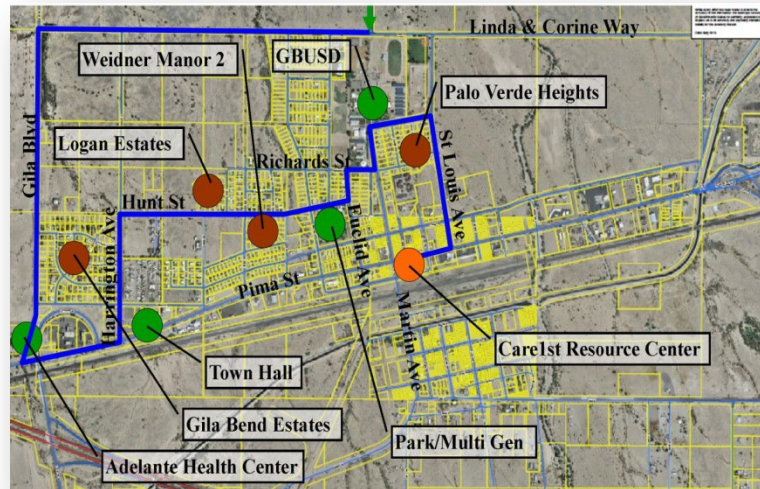 Linda & Corine Way
Weidner Manor 2
GBUSD
Palo Verde Heights
Logan Estates
Richards St
St Louis Ave
Gila Blvd
Hunt St
Harrington Ave
Euclid Ave
Pima St
Martin Ave
Town Hall
Care1st Resource Center
Gila Bend Estates
Park/Multi Gen
Adelante Health Center